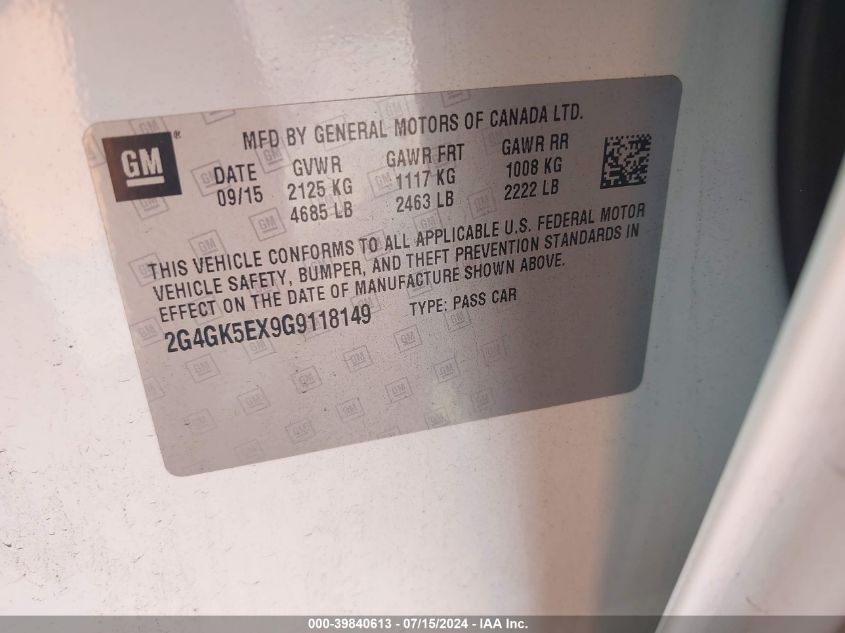 GM ®
MFD BY GENERAL MOTORS OF CANADA LTD.
DATE GVWR GAWR FRT GAWR RR
09/15 2125 KG 1117 KG 1008 KG
4685 LB 2463 LB 2222 LB
THIS VEHICLE CONFORMS TO ALL APPLICABLE U.S. FEDERAL MOTOR
VEHICLE SAFETY, BUMPER, AND THEFT PREVENTION STANDARDS IN
EFFECT ON THE DATE OF MANUFACTURE SHOWN ABOVE.
2G4GK5EX9G9118149 TYPE: PASS CAR
000-39840613 - 07/15/2024 - IAA Inc.